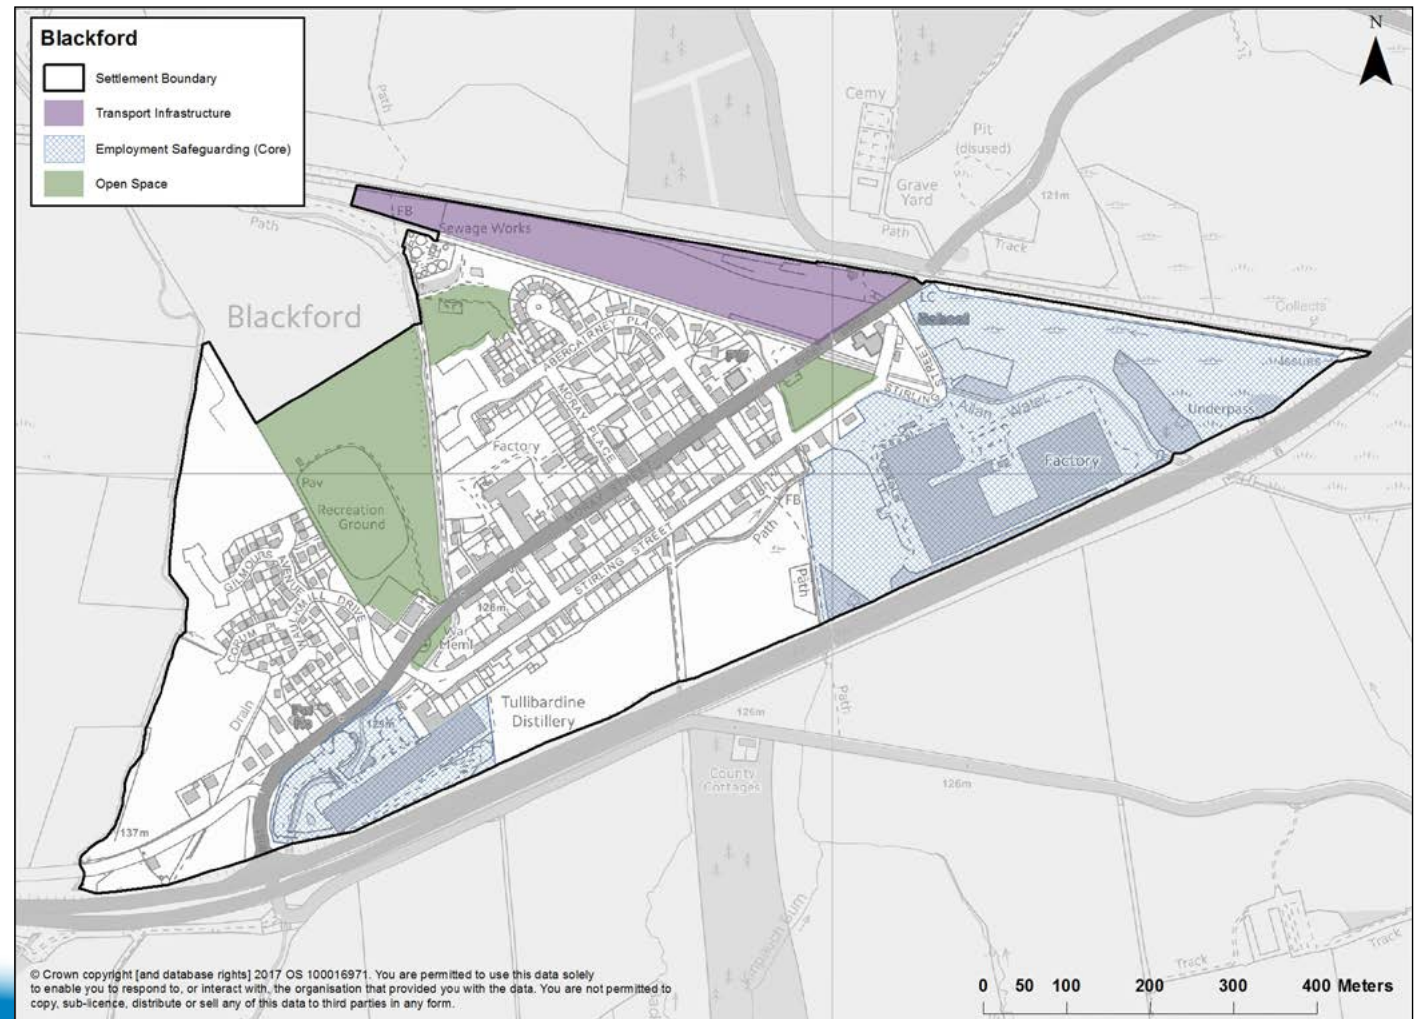 Blackford
Settlement Boundary
Transport Infrastructure
Employment Safeguarding (Core)
Open Space
N
Path
Cemy
Pit
(disused)
Grave
Yard
121m
Path
Track
Path
FB
Sewage Works
Blackford
LC
School
Collects
Issues
ABERCAIRNEY PLACE
PW
STREET
STIRLING
MORAY PLACE
Allan Water
Underpass
Factory
Factory
Pav
Recreation
Ground
FB
Path
Path
STIRLING STREET
GILMOURS
AVENUE
DRIVE
128m
War
Meml
Drain
129m
Tullibardine
Distillery
Path
126m
County
Cottages
126m
137m
Track
Track
© Crown copyright [and database rights] 2017 OS 100016971. You are permitted to use this data solely
to enable you to respond to, or interact with, the organisation that provided you with the data. You are not permitted to
copy, sub-licence, distribute or sell any of this data to third parties in any form.
0 50 100 200 300 400 Meters